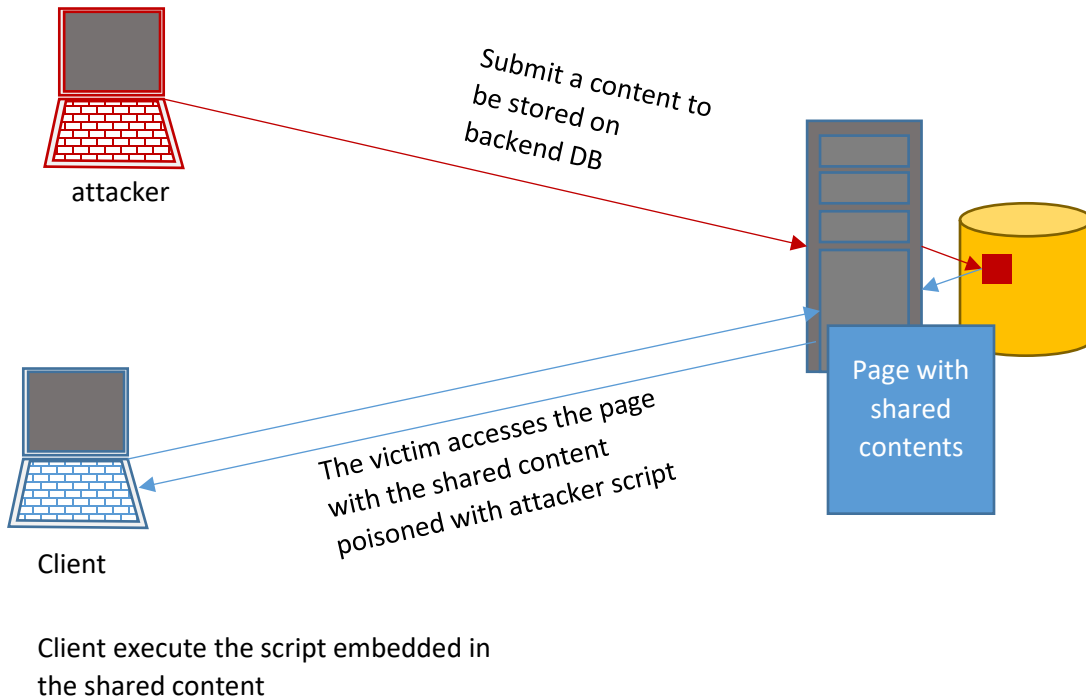 Submit a content to
be stored on
backend DB
attacker
Page with
shared
contents
The victim accesses the page
with the shared content
poisoned with attacker script
Client
Client execute the script embedded in
the shared content